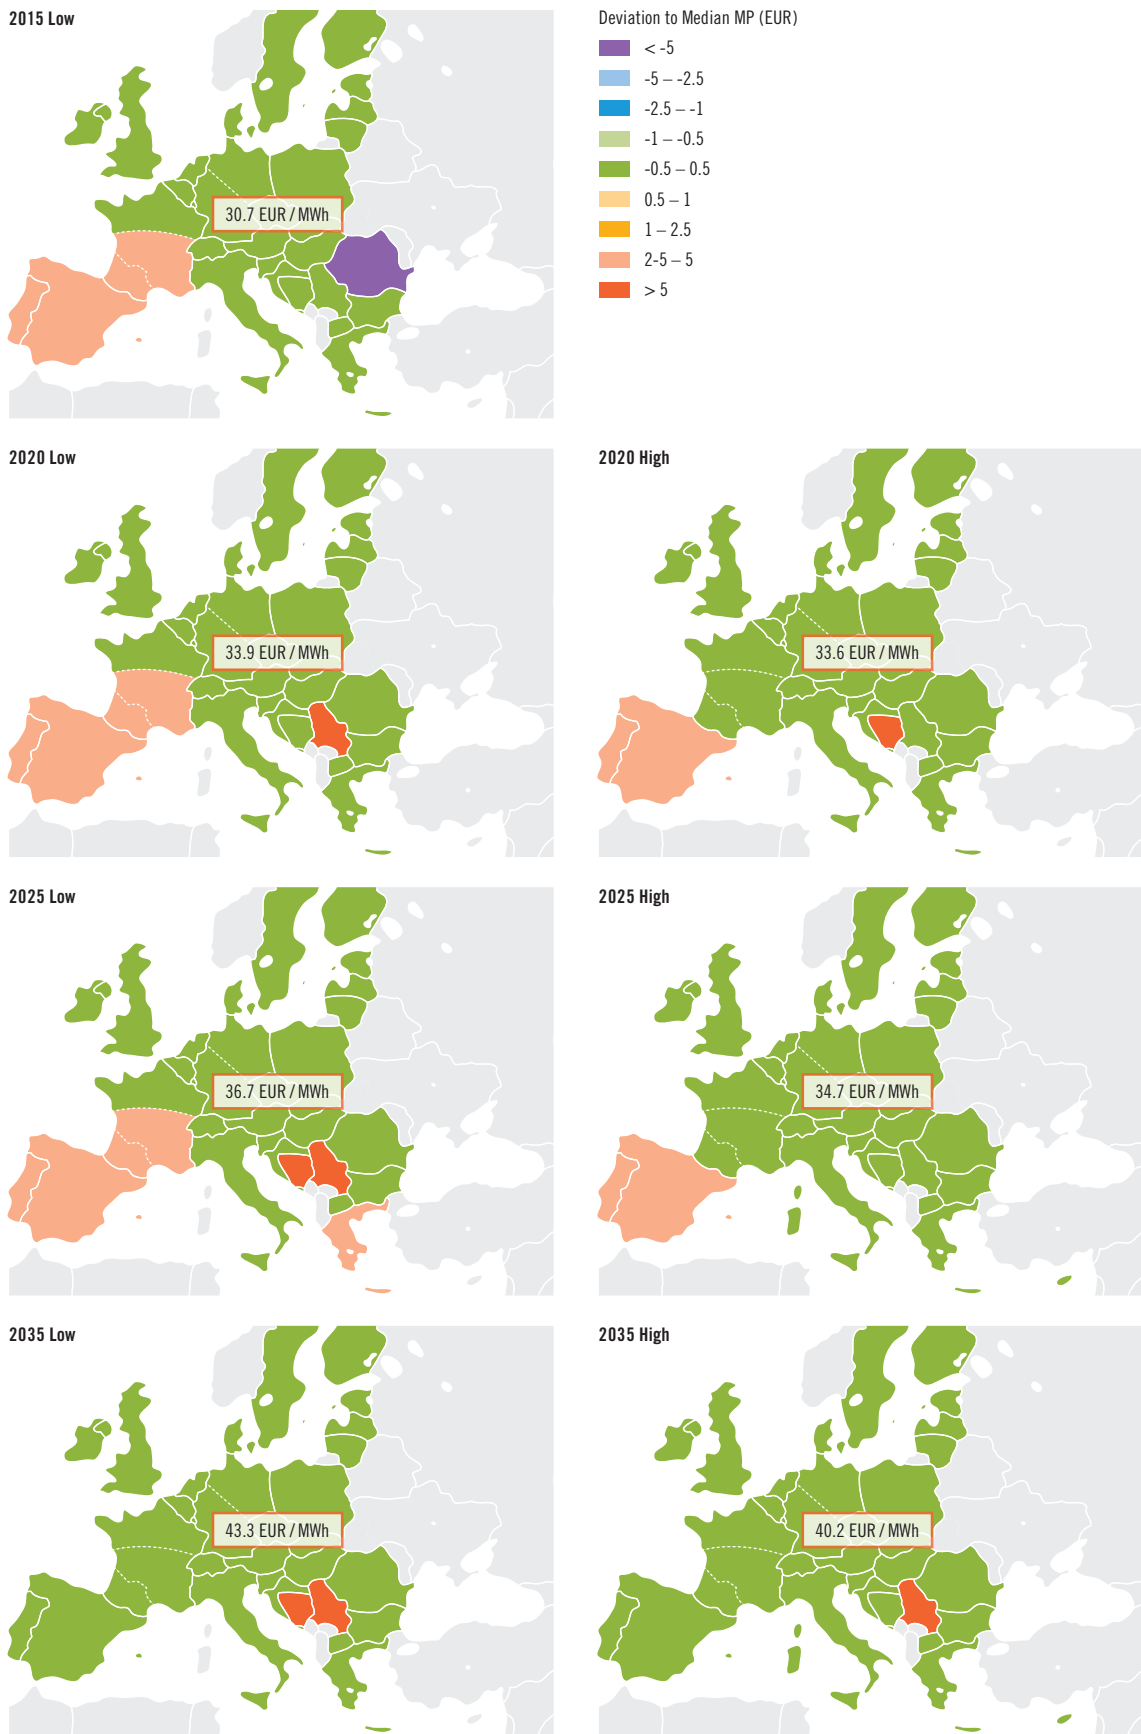 2015 Low
30.7 EUR / MWh
Deviation to Median MP (EUR)
< -5
-5 – -2.5
-2.5 – -1
-1 – -0.5
-0.5 – 0.5
0.5 – 1
1 – 2.5
2-5 – 5
> 5
2020 Low
33.9 EUR / MWh
2020 High
33.6 EUR / MWh
2025 Low
36.7 EUR / MWh
2025 High
34.7 EUR / MWh
2035 Low
43.3 EUR / MWh
2035 High
40.2 EUR / MWh